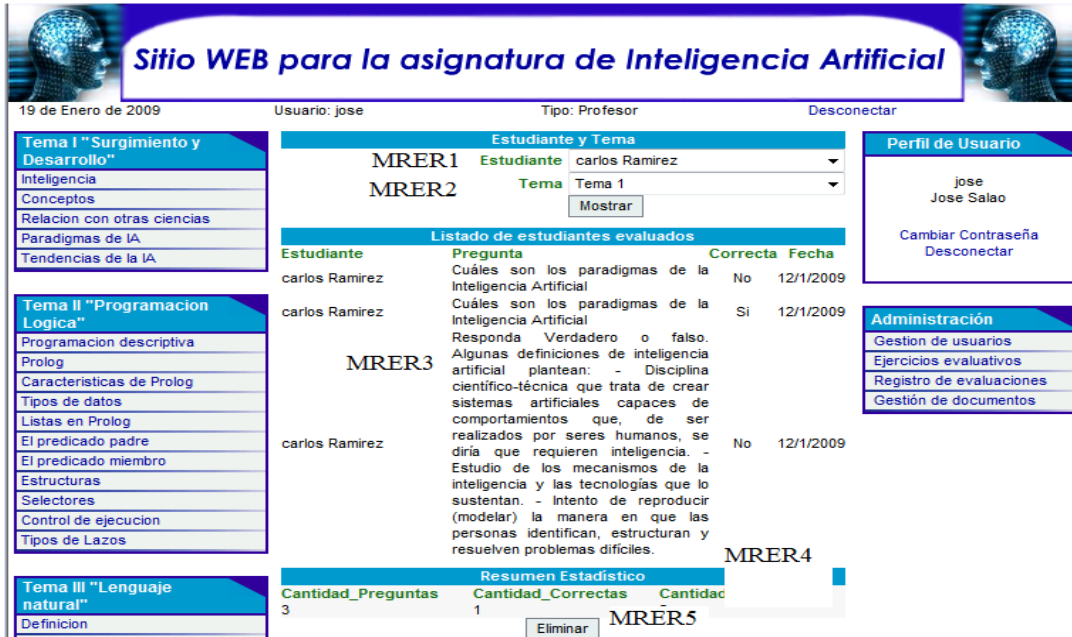 Sitio WEB para la asignatura de Inteligencia Artificial
19 de Enero de 2009 Usuario: jose Tipo: Profesor Desconectar
Tema I "Surgimiento y
Desarrollo"
Inteligencia
Conceptos
Relacion con otras ciencias
Paradigmas de IA
Tendencias de la IA
Tema II "Programacion
Logica"
Programacion descriptiva
Prolog
Caracteristicas de Prolog
Tipos de datos
Listas en Prolog
El predicado padre
El predicado miembro
Estructuras
Selectores
Control de ejecucion
Tipos de Lazos
Tema III "Lenguaje
natural"
Definicion
Estudiante y Tema
MRER1 Estudiante carlos Ramirez
MRER2 Tema Tema 1
Mostrar
Listado de estudiantes evaluados
Estudiante Pregunta Correcta Fecha
carlos Ramirez Cuáles son los paradigmas de la
Inteligencia Artificial No 12/1/2009
carlos Ramirez Cuáles son los paradigmas de la
Inteligencia Artificial Si 12/1/2009
MRER3
carlos Ramirez Responda Verdadero o falso.
Algunas definiciones de inteligencia
artificial plantean: - Disciplina
científico-técnica que trata de crear
sistemas artificiales capaces de
comportamientos que, de ser
realizados por seres humanos, se
diría que requieren inteligencia. -
Estudio de los mecanismos de la
inteligencia y las tecnologías que lo
sustentan. - Intento de reproducir
(modelar) la manera en que las
personas identifican, estructuran y
resuelven problemas difíciles. No 12/1/2009
MRER4
Resumen Estadístico
Cantidad_Preguntas Cantidad_Correctas Cantidad
3 1
Eliminar MRER5
Perfil de Usuario
jose
Jose Salao
Cambiar Contraseña
Desconectar
Administración
Gestion de usuarios
Ejercicios evaluativos
Registro de evaluaciones
Gestión de documentos